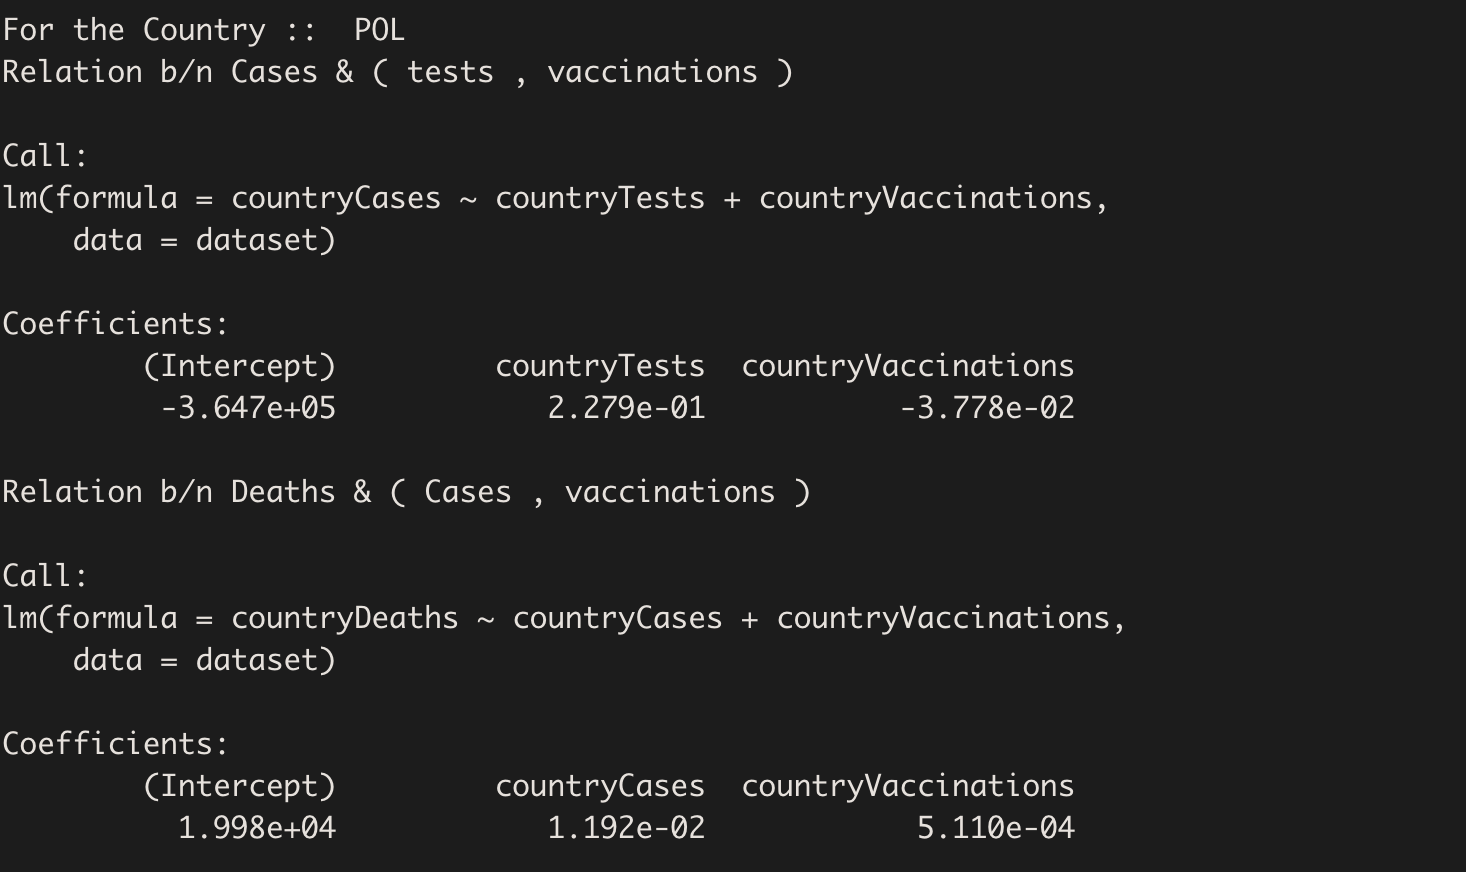 For the Country ::  POL
Relation b/n Cases & ( tests , vaccinations )
Call:
lm(formula = countryCases ~ countryTests + countryVaccinations,
    data = dataset)
Coefficients:
        (Intercept)         countryTests  countryVaccinations
         -3.647e+05            2.279e-01           -3.778e-02
Relation b/n Deaths & ( Cases , vaccinations )
Call:
lm(formula = countryDeaths ~ countryCases + countryVaccinations,
    data = dataset)
Coefficients:
        (Intercept)         countryCases  countryVaccinations
          1.998e+04            1.192e-02            5.110e-04